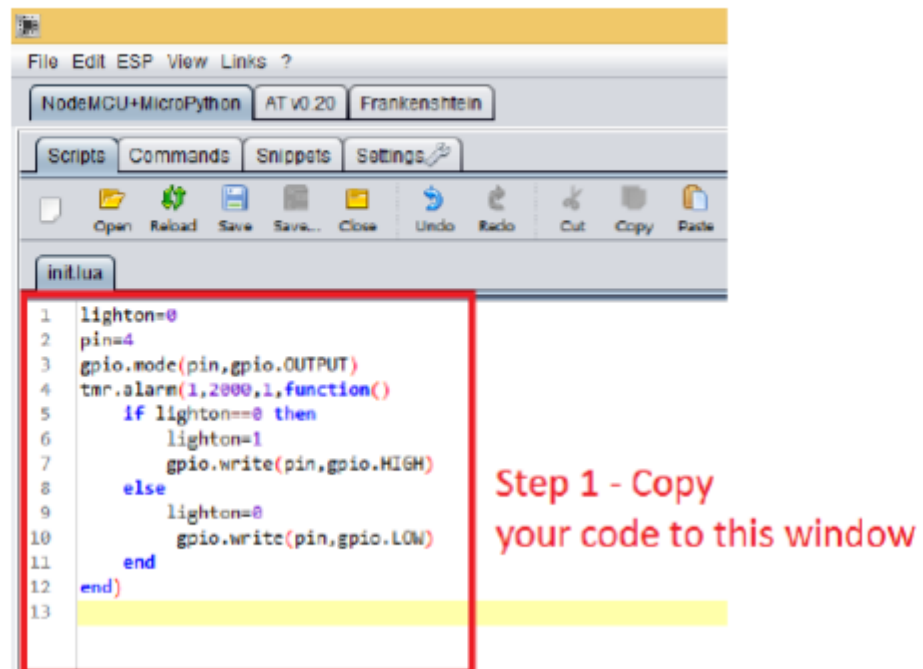 File Edit ESP View Links ?
NodeMCU+MicroPython AT v0.20 Frankenshtein
Scripts Commands Snippets Settings
Open Reload Save Save... Close Undo Redo Cut Copy Paste
init.lua
1 lighton=0
2 pin=4
3 gpio.mode(pin,gpio.OUTPUT)
4 tmr.alarm(1,2000,1,function()
5     if lighton==0 then
6         lighton=1
7         gpio.write(pin,gpio.HIGH)
8     else
9         lighton=0
10          gpio.write(pin,gpio.LOW)
11     end
12 end)
13
Step 1 - Copy
your code to this window